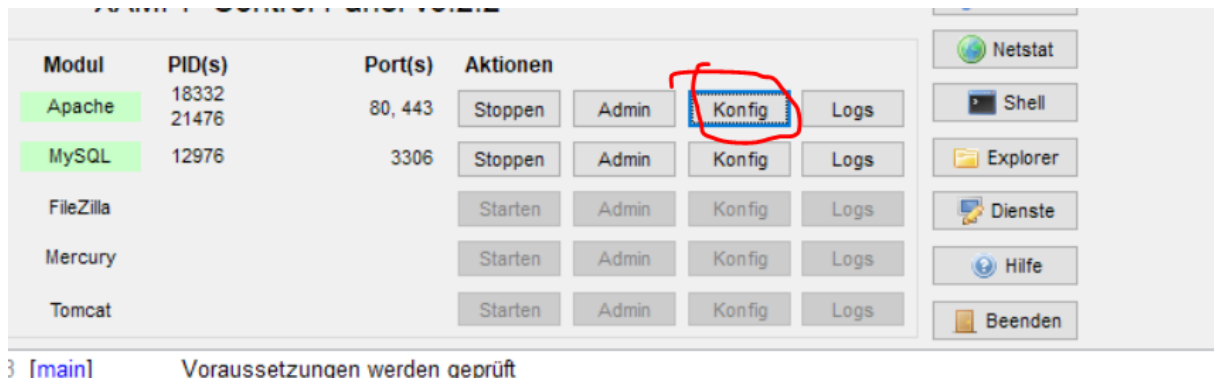 Netstat
Modul PID(s) Port(s) Aktionen
Apache 18332 21476 80, 443 Stoppen Admin Konfig Logs
Shell
MySQL 12976 3306 Stoppen Admin Konfig Logs
Explorer
FileZilla Starten Admin Konfig Logs
Dienste
Mercury Starten Admin Konfig Logs
Hilfe
Tomcat Starten Admin Konfig Logs
Beenden
[main] Voraussetzungen werden geprüft